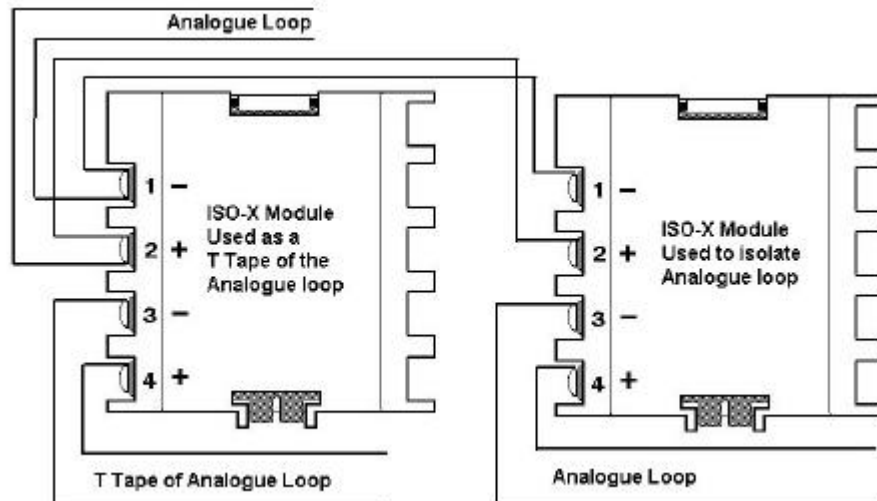 Analogue Loop
1 –
ISO-X Module
Used as a
T Tape of the
Analogue loop
2 +
3 –
4 +
T Tape of Analogue Loop
1 –
ISO-X Module
Used to isolate
Analogue loop
2 +
3 –
4 +
Analogue Loop